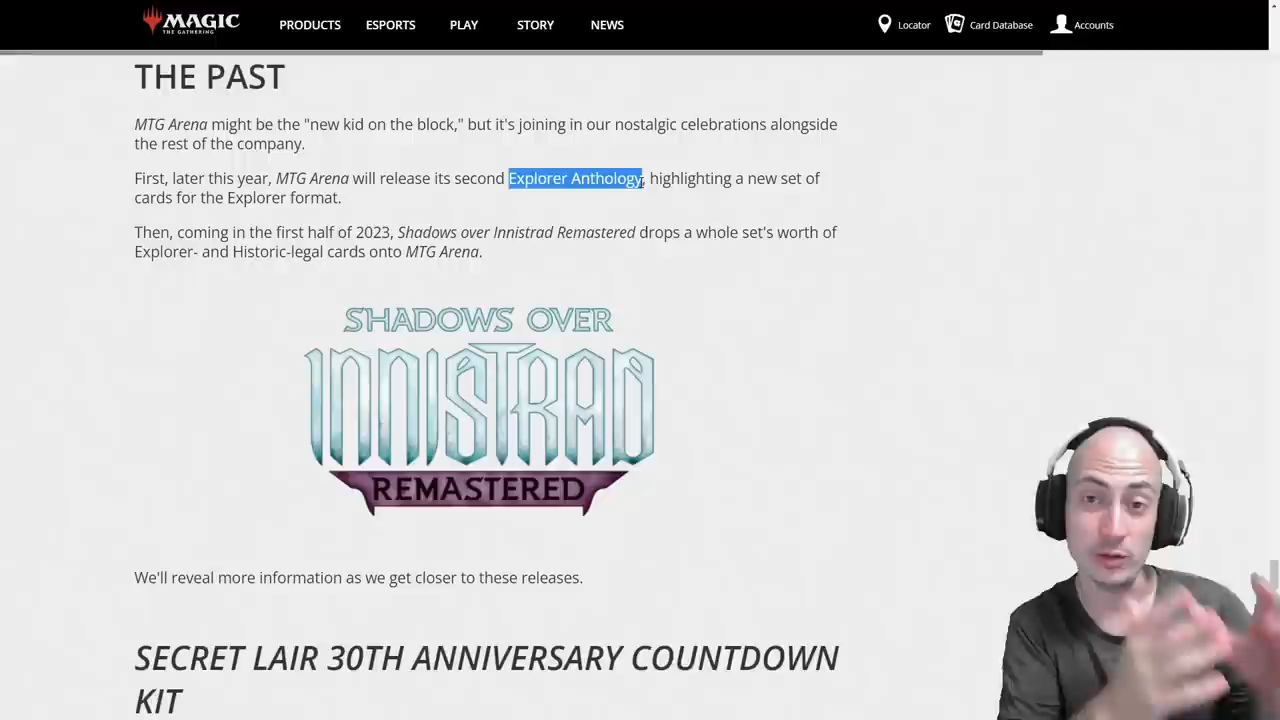 MAGIC
THE GATHERING
PRODUCTS
ESPORTS
PLAY
STORY
NEWS
Locator
Card Database
Accounts
THE PAST
MTG Arena might be the "new kid on the block," but it's joining in our nostalgic celebrations alongside
the rest of the company.
First, later this year, MTG Arena will release its second Explorer Anthology, highlighting a new set of
cards for the Explorer format.
Then, coming in the first half of 2023, Shadows over Innistrad Remastered drops a whole set's worth of
Explorer- and Historic-legal cards onto MTG Arena.
SHADOWS OVER
INNISTRAD
REMASTERED
We'll reveal more information as we get closer to these releases.
SECRET LAIR 30TH ANNIVERSARY COUNTDOWN
KIT